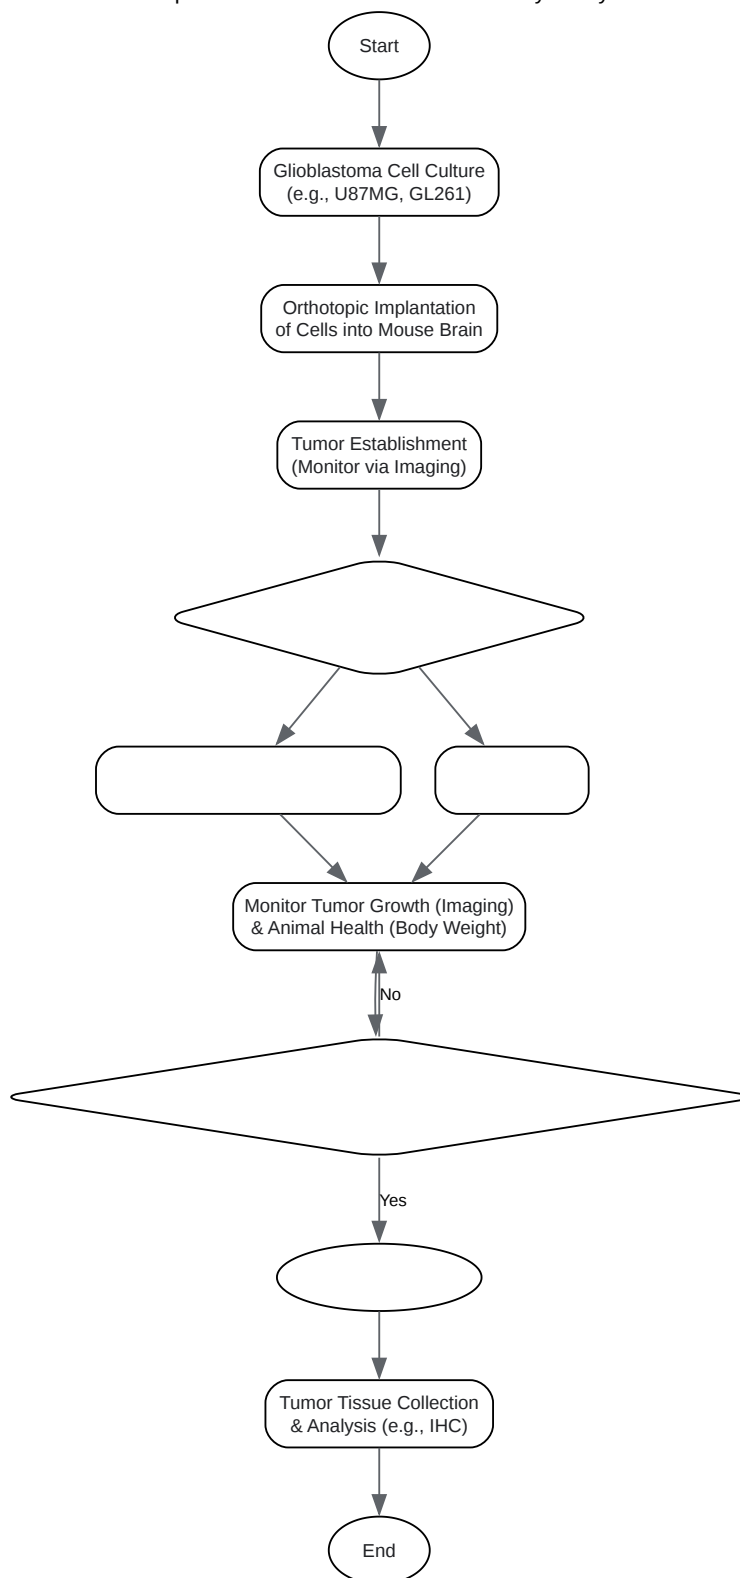 Start
Glioblastoma Cell Culture
(e.g., U87MG, GL261)
Orthotopic Implantation
of Cells into Mouse Brain
Tumor Establishment
(Monitor via Imaging)
Monitor Tumor Growth (Imaging)
& Animal Health (Body Weight)
No
Yes
Tumor Tissue Collection
& Analysis (e.g., IHC)
End